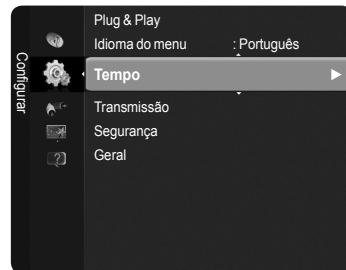 Configurar
Plug & Play
Idioma do menu : Português
Tempo
Transmissão
Segurança
Geral